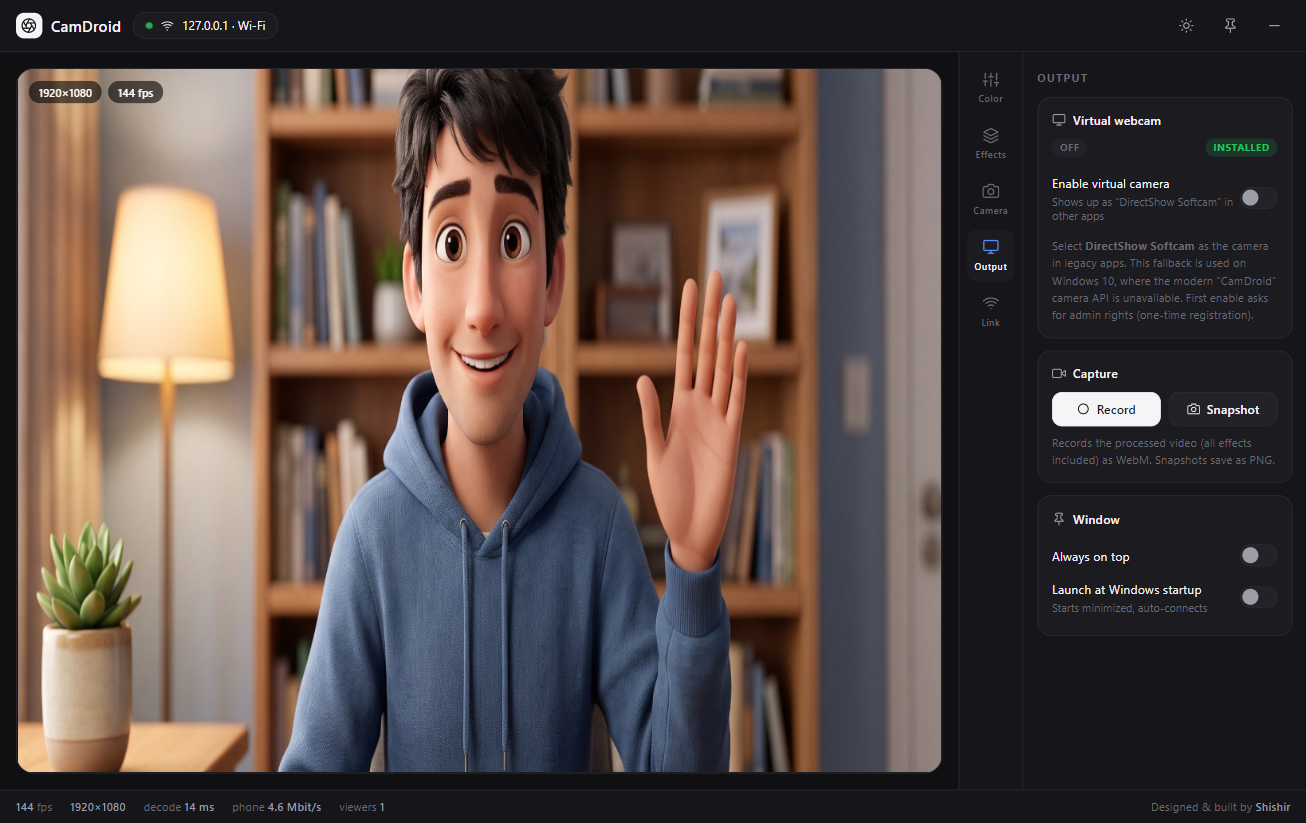 CamDroid
127.0.0.1 · Wi-Fi
1920×1080
144 fps
Color
Effects
Camera
Output
Link
OUTPUT
Virtual webcam
OFF
INSTALLED
Enable virtual camera
Shows up as "DirectShow Softcam" in
other apps
Select DirectShow Softcam as the camera
in legacy apps. This fallback is used on
Windows 10, where the modern "CamDroid"
camera API is unavailable. First enable asks
for admin rights (one-time registration).
Capture
Record
Snapshot
Records the processed video (all effects
included) as WebM. Snapshots save as PNG.
Window
Always on top
Launch at Windows startup
Starts minimized, auto-connects
144 fps 1920×1080 decode 14 ms phone 4.6 Mbit/s viewers 1
Designed & built by Shishir